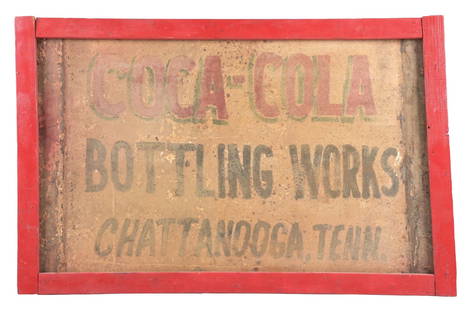 COCA-COLA
BOTTLING WORKS
CHATTANOOGA, TENN.